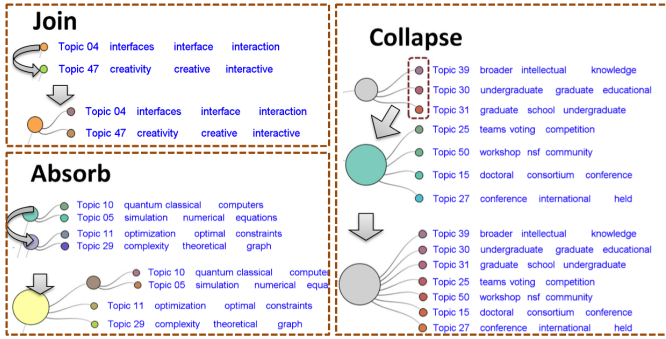 Join
Topic 04 interfaces interface interaction
Topic 47 creativity creative interactive
Topic 04 interfaces interface interaction
Topic 47 creativity creative interactive
Absorb
Topic 10 quantum classical computers
Topic 05 simulation numerical equations
Topic 11 optimization optimal constraints
Topic 29 complexity theoretical graph
Topic 10 quantum classical compute
Topic 05 simulation numerical equa
Topic 11 optimization optimal constraints
Topic 29 complexity theoretical graph
Collapse
Topic 39 broader intellectual knowledge
Topic 30 undergraduate graduate educational
Topic 31 graduate school undergraduate
Topic 25 teams voting competition
Topic 50 workshop nsf community
Topic 15 doctoral consortium conference
Topic 27 conference international held
Topic 39 broader intellectual knowledge
Topic 30 undergraduate graduate educational
Topic 31 graduate school undergraduate
Topic 25 teams voting competition
Topic 50 workshop nsf community
Topic 15 doctoral consortium conference
Topic 27 conference international held